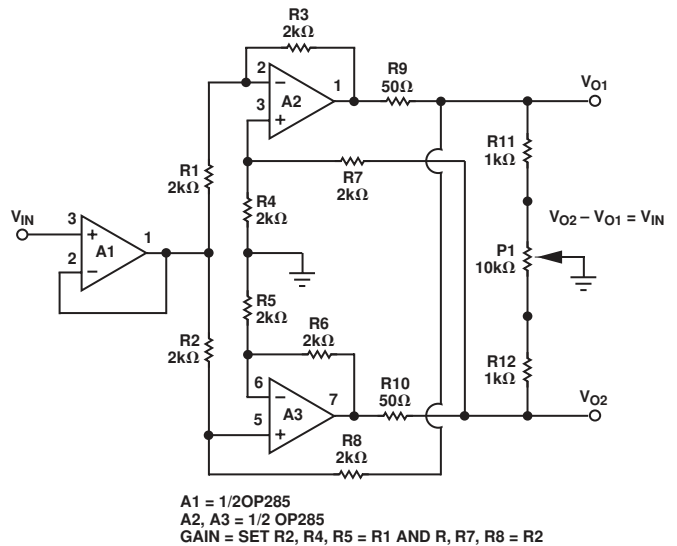 R3
2kΩ
2
−
A2
1
3
+
R9
50Ω
VO1
R1
2kΩ
R7
2kΩ
R11
1kΩ
VIN
3
+
A1
1
2
−
R4
2kΩ
VO2 – VO1 = VIN
P1
10kΩ
R5
2kΩ
R2
2kΩ
R6
2kΩ
R12
1kΩ
6
−
A3
7
5
+
R10
50Ω
VO2
R8
2kΩ
A1 = 1/2OP285
A2, A3 = 1/2 OP285
GAIN = SET R2, R4, R5 = R1 AND R, R7, R8 = R2